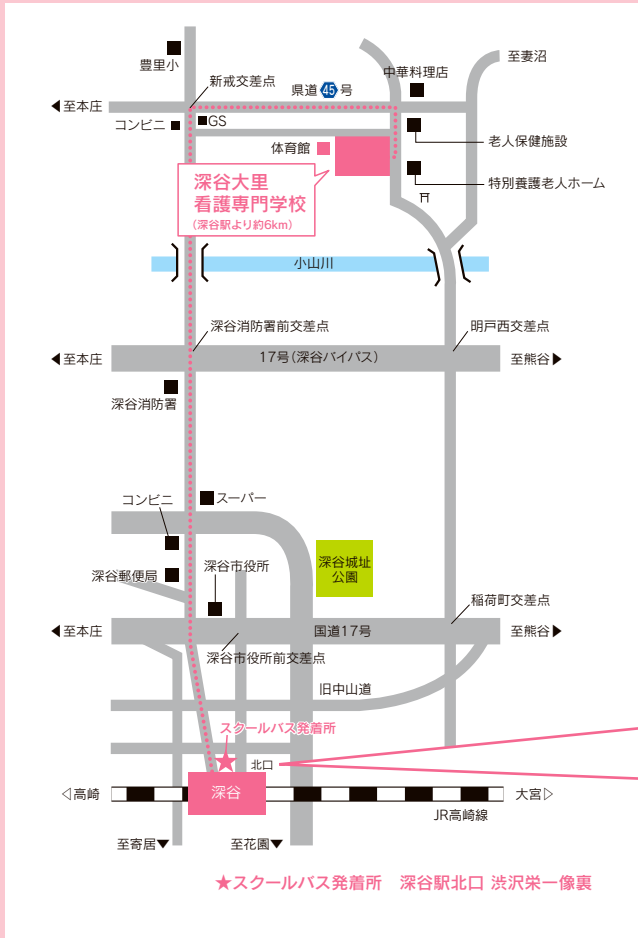 豊里小
至妻沼
新戒交差点
県道45号
中華料理店
◀至本庄
コンビニ
GS
体育館
老人保健施設
深谷大里
看護専門学校
(深谷駅より約6km)
特別養護老人ホーム
小山川
深谷消防署前交差点
明戸西交差点
◀至本庄
17号(深谷バイパス)
至熊谷▶
深谷消防署
コンビニ
スーパー
深谷郵便局
深谷市役所
深谷城址
公園
稲荷町交差点
◀至本庄
国道17号
至熊谷▶
深谷市役所前交差点
旧中山道
スクールバス発着所
北口
◁高崎
深谷
大宮▷
JR高崎線
至寄居▼
至花園▼
★スクールバス発着所 深谷駅北口 渋沢栄一像裏